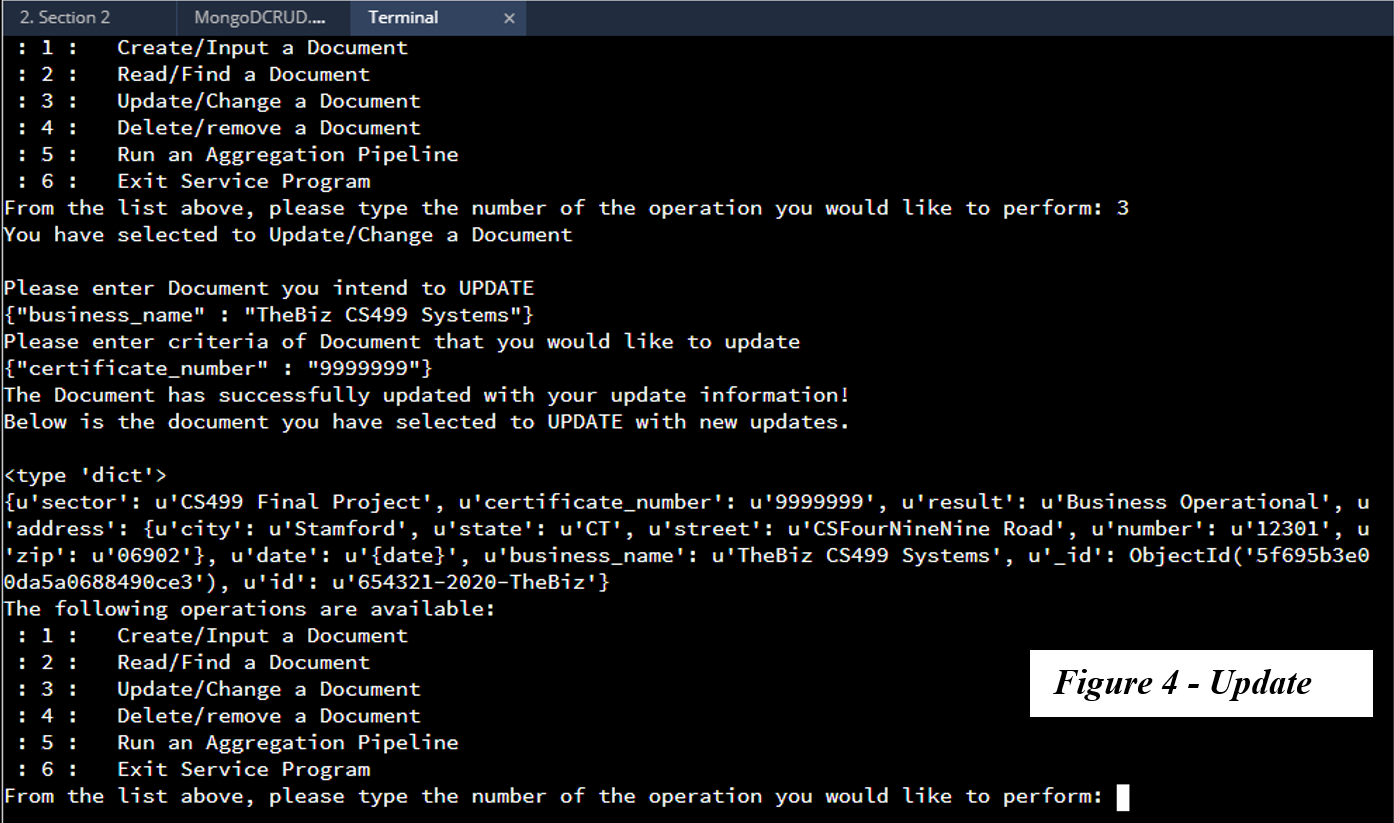 2. Section 2 MongoDCRUD.... Terminal ×
: 1 : Create/Input a Document
: 2 : Read/Find a Document
: 3 : Update/Change a Document
: 4 : Delete/remove a Document
: 5 : Run an Aggregation Pipeline
: 6 : Exit Service Program
From the list above, please type the number of the operation you would like to perform: 3
You have selected to Update/Change a Document
Please enter Document you intend to UPDATE
{"business_name" : "TheBiz CS499 Systems"}
Please enter criteria of Document that you would like to update
{"certificate_number" : "9999999"}
The Document has successfully updated with your update information!
Below is the document you have selected to UPDATE with new updates.
<type 'dict'>
{u'sector': u'CS499 Final Project', u'certificate_number': u'9999999', u'result': u'Business Operational', u
'address': {u'city': u'Stamford', u'state': u'CT', u'street': u'CSFourNineNine Road', u'number': u'12301', u
'zip': u'06902'}, u'date': u'{date}', u'business_name': u'TheBiz CS499 Systems', u'_id': ObjectId('5f695b3e0
0da5a0688490ce3'), u'id': u'654321-2020-TheBiz'}
The following operations are available:
: 1 : Create/Input a Document
: 2 : Read/Find a Document
: 3 : Update/Change a Document
: 4 : Delete/remove a Document
: 5 : Run an Aggregation Pipeline
: 6 : Exit Service Program
From the list above, please type the number of the operation you would like to perform:
Figure 4 - Update